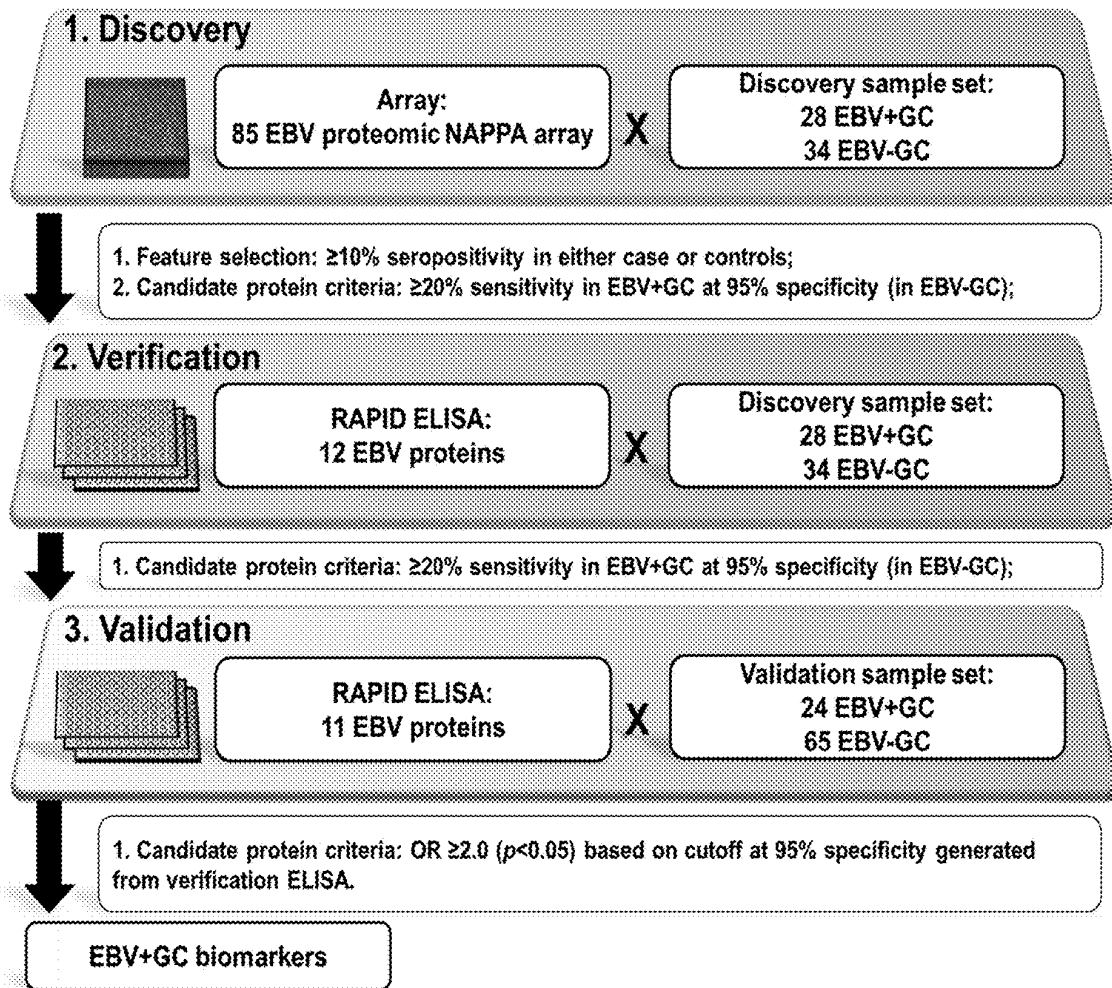 1. Discovery
Array:
85 EBV proteomic NAPPA array
X
Discovery sample set:
28 EBV+GC
34 EBV-GC
1. Feature selection: ≥10% seropositivity in either case or controls;
2. Candidate protein criteria: ≥20% sensitivity in EBV+GC at 95% specificity (in EBV-GC);
2. Verification
RAPID ELISA:
12 EBV proteins
X
Discovery sample set:
28 EBV+GC
34 EBV-GC
1. Candidate protein criteria: ≥20% sensitivity in EBV+GC at 95% specificity (in EBV-GC);
3. Validation
RAPID ELISA:
11 EBV proteins
X
Validation sample set:
24 EBV+GC
65 EBV-GC
1. Candidate protein criteria: OR ≥2.0 (p<0.05) based on cutoff at 95% specificity generated
from verification ELISA.
EBV+GC biomarkers